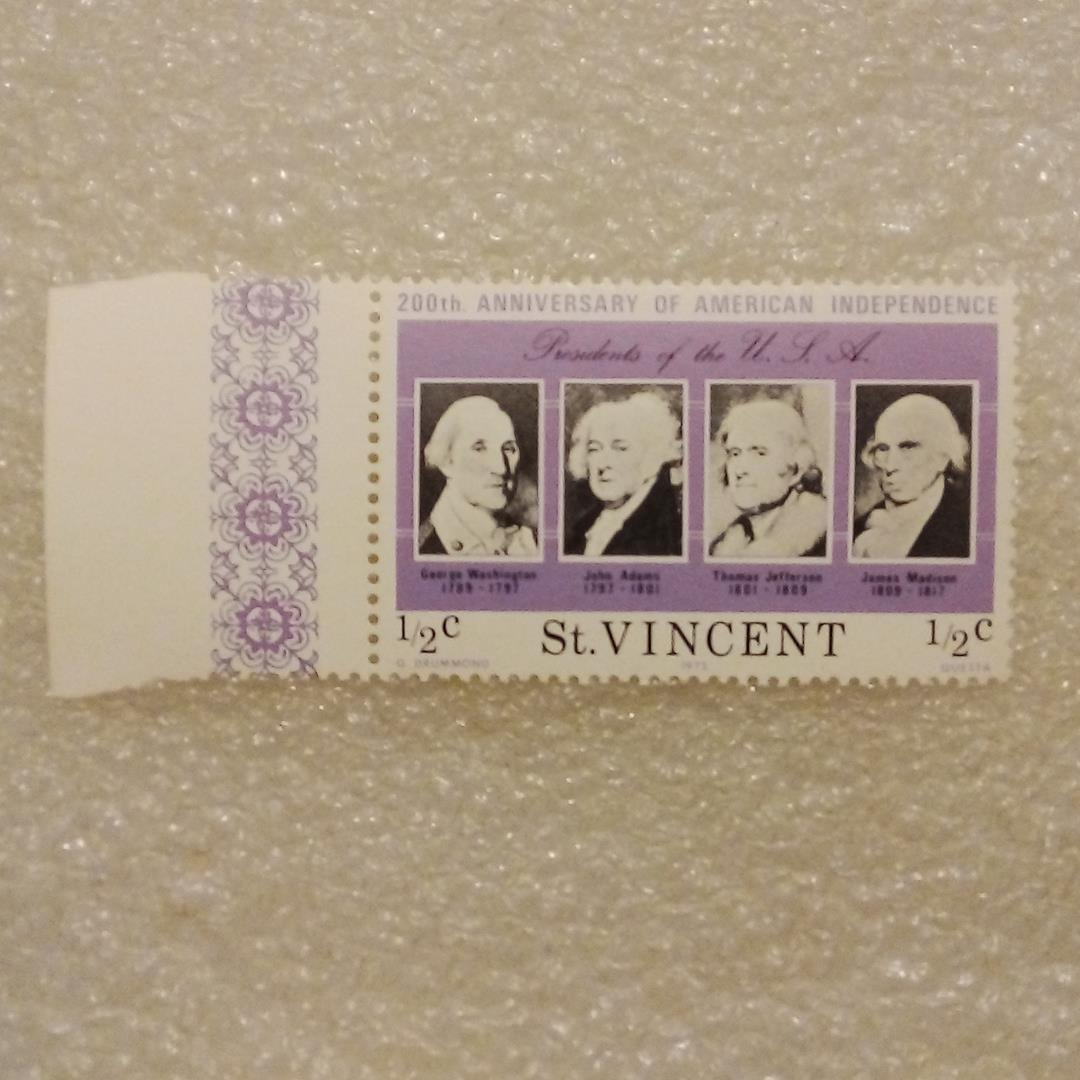 200th. ANNIVERSARY OF AMERICAN INDEPENDENCE
Presidents of the U. S. A.
George Washington
1789 - 1797
John Adams
1797 - 1801
Thomas Jefferson
1801 - 1809
James Madison
1809 - 1817
1/2c St.VINCENT 1/2c
G. DRUMMOND 1975 QUESTA